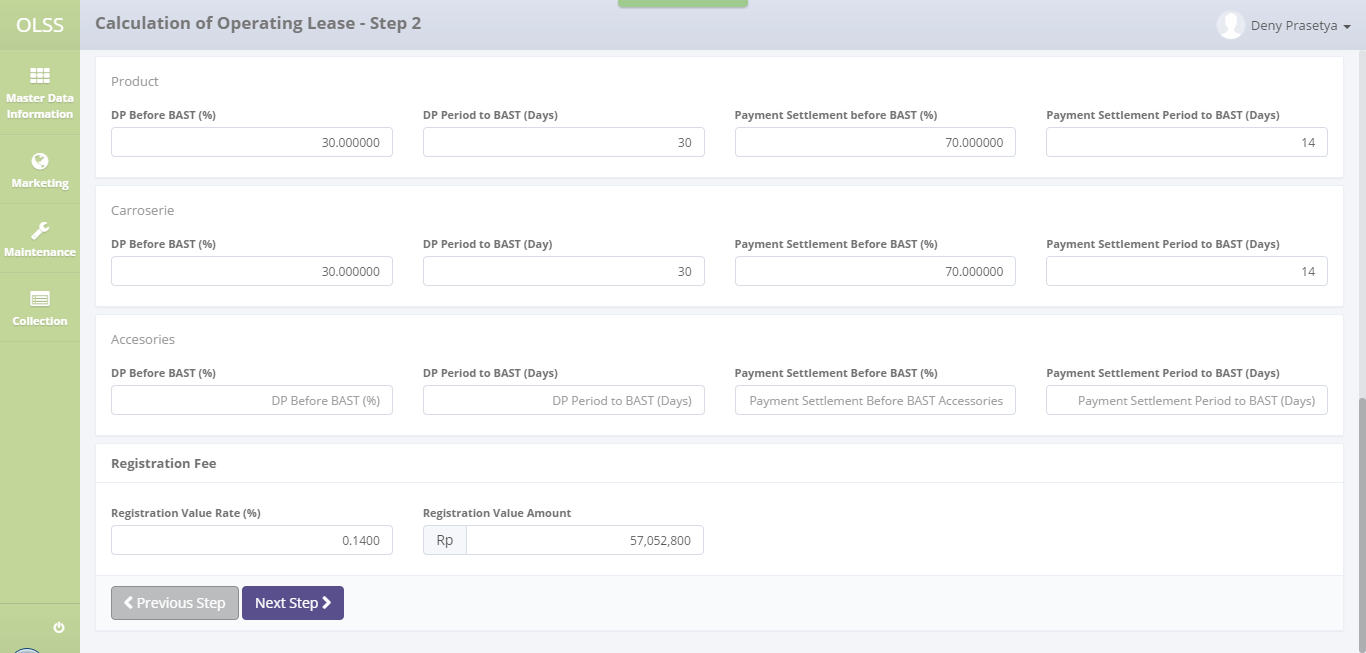 OLSS
Calculation of Operating Lease - Step 2
Deny Prasetya
Master Data
Information
Marketing
Maintenance
Collection
Product
DP Before BAST (%)
DP Period to BAST (Days)
Payment Settlement before BAST (%)
Payment Settlement Period to BAST (Days)
30.000000
30
70.000000
14
Carroserie
DP Before BAST (%)
DP Period to BAST (Day)
Payment Settlement Before BAST (%)
Payment Settlement Period to BAST (Days)
30.000000
30
70.000000
14
Accesories
DP Before BAST (%)
DP Period to BAST (Days)
Payment Settlement Before BAST (%)
Payment Settlement Period to BAST (Days)
DP Before BAST (%)
DP Period to BAST (Days)
Payment Settlement Before BAST Accessories
Payment Settlement Period to BAST (Days)
Registration Fee
Registration Value Rate (%)
Registration Value Amount
0.1400
Rp
57,052,800
Previous Step
Next Step